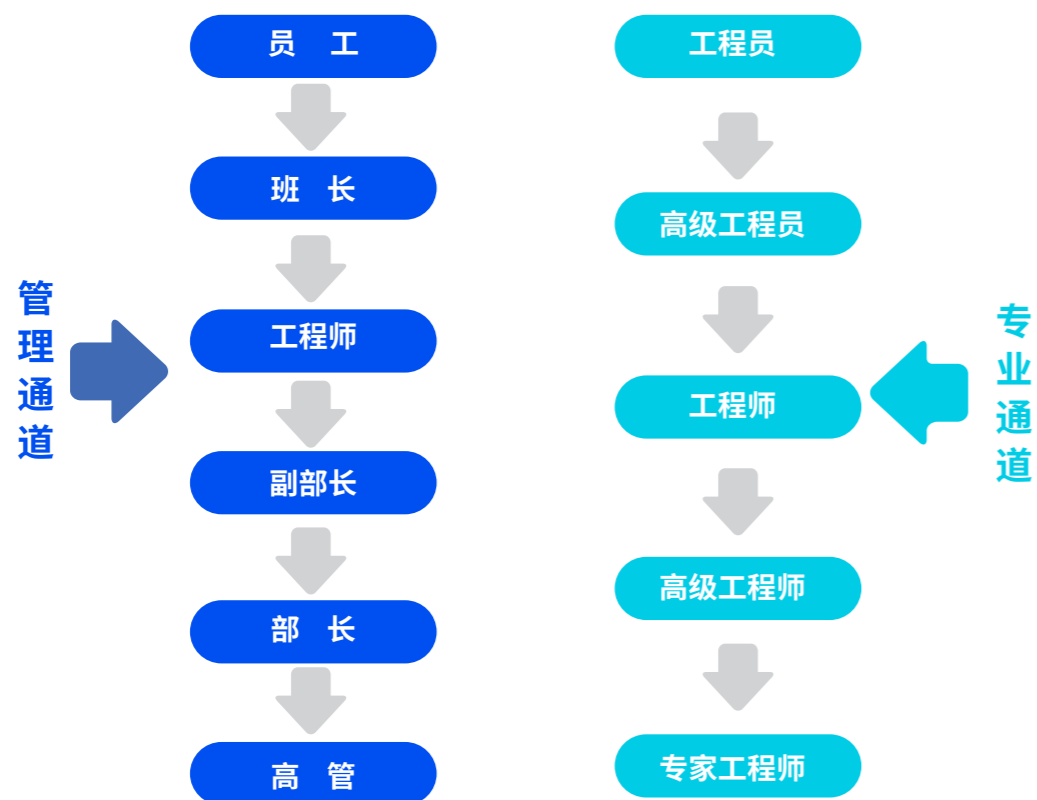 管理通道
员 工
班 长
工程师
副部长
部 长
高 管
工程员
高级工程员
工程师
高级工程师
专家工程师
专业通道